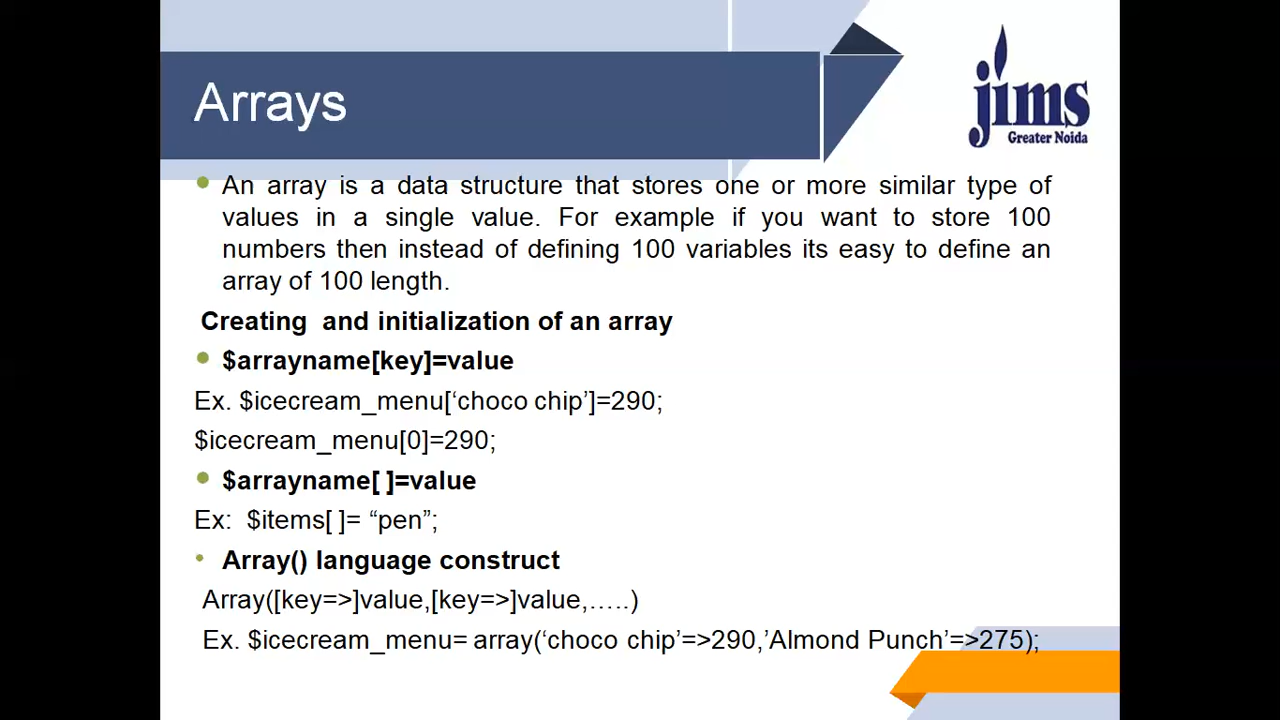 Arrays
jims
Greater Noida
An array is a data structure that stores one or more similar type of
values in a single value. For example if you want to store 100
numbers then instead of defining 100 variables its easy to define an
array of 100 length.
Creating and initialization of an array
$arrayname[key]=value
Ex. $icecream_menu[‘choco chip’]=290;
$icecream_menu[0]=290;
$arrayname[ ]=value
Ex: $items[ ]= “pen”;
Array() language construct
Array([key=>]value,[key=>]value,…..)
Ex. $icecream_menu= array(‘choco chip’=>290,’Almond Punch’=>275);